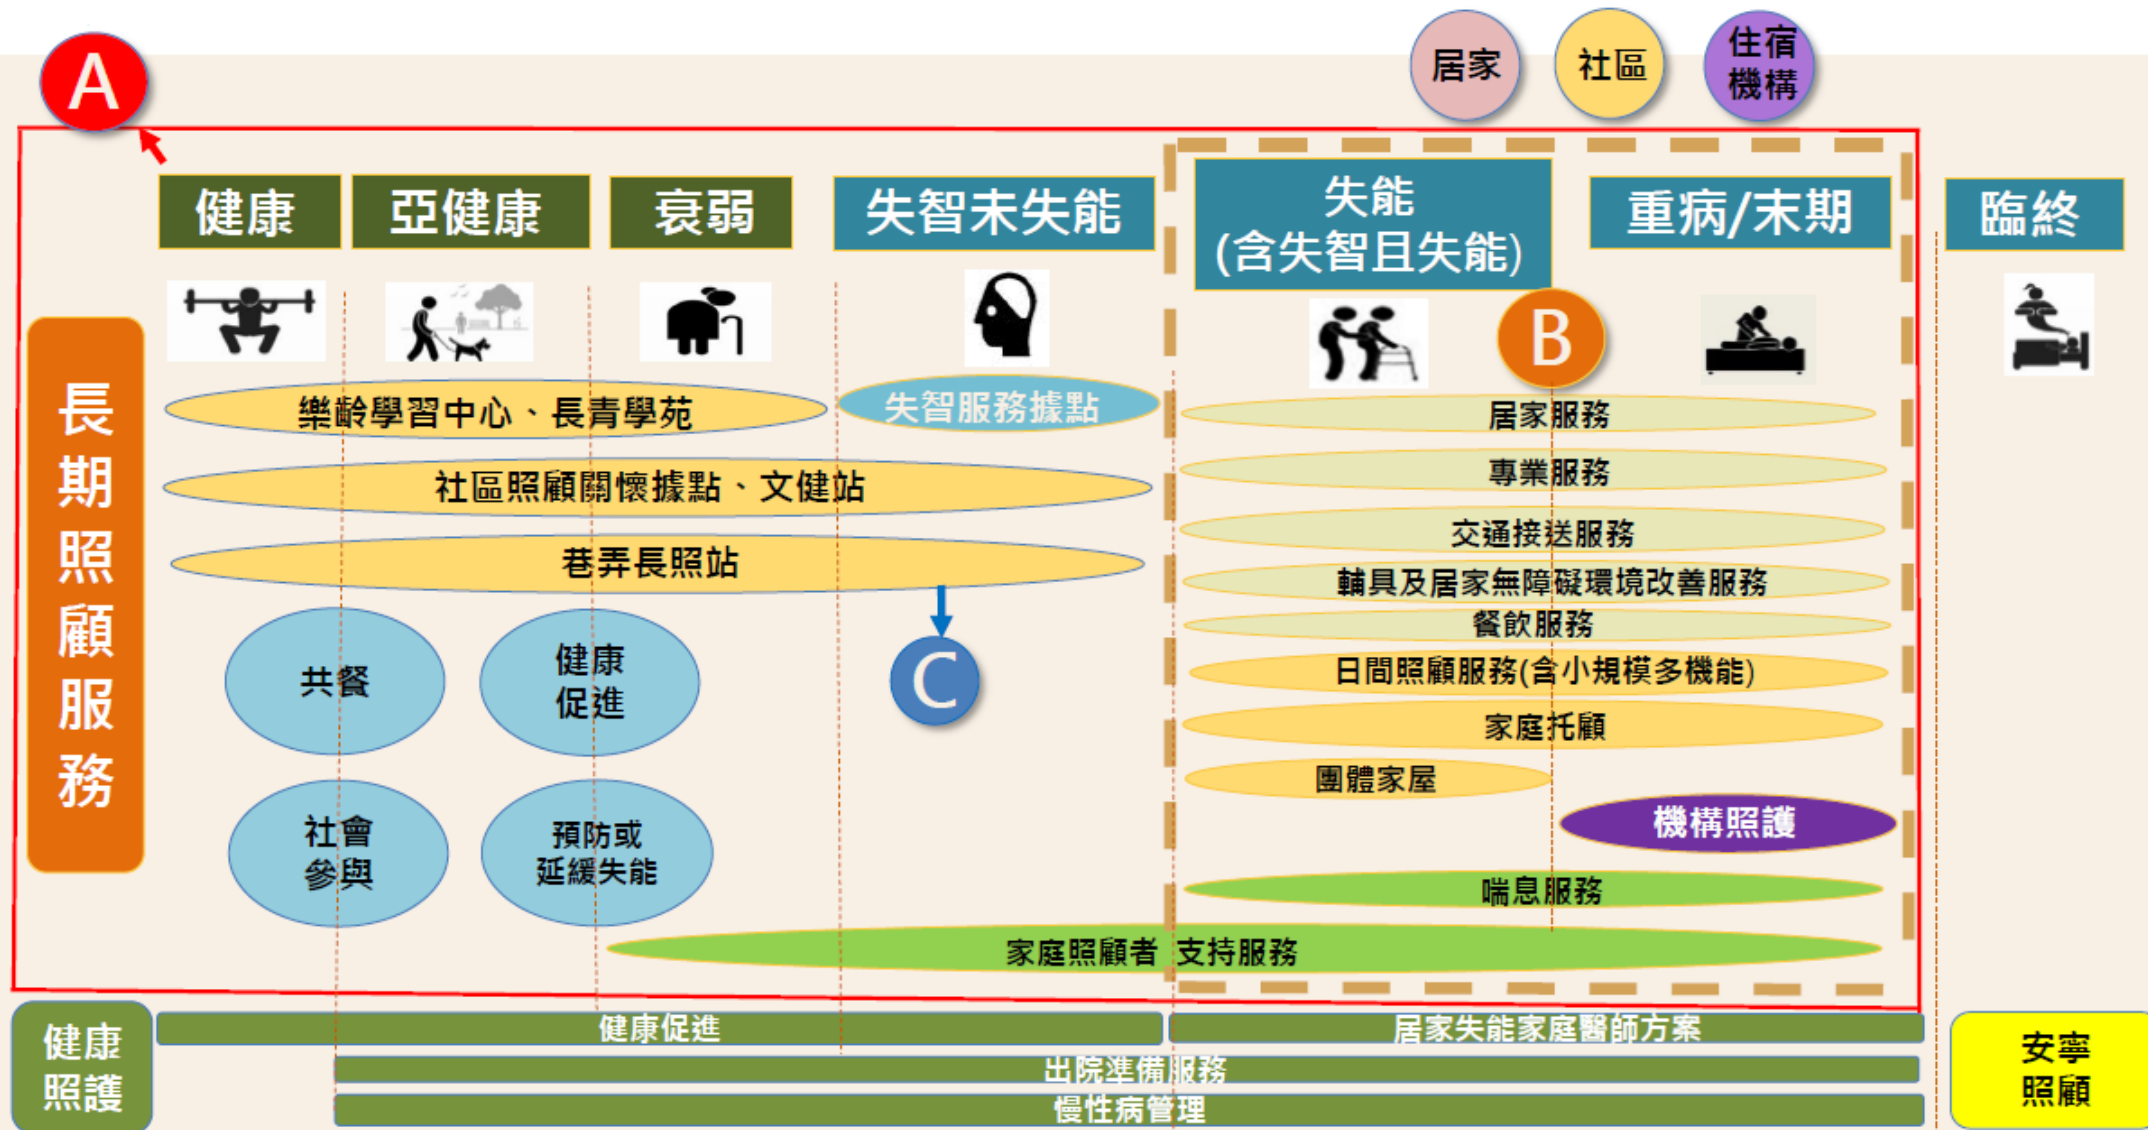 A
居家
社區
住宿
機構
健康
亞健康
衰弱
失智未失能
失能
(含失智且失能)
重病/末期
臨終
長期照顧服務
B
樂齡學習中心、長青學苑
失智服務據點
社區照顧關懷據點、文健站
巷弄長照站
C
共餐
健康
促進
社會
參與
預防或
延緩失能
居家服務
專業服務
交通接送服務
輔具及居家無障礙環境改善服務
餐飲服務
日間照顧服務(含小規模多機能)
家庭托顧
團體家屋
機構照護
喘息服務
家庭照顧者 支持服務
健康
照護
健康促進
居家失能家庭醫師方案
出院準備服務
慢性病管理
安寧
照顧